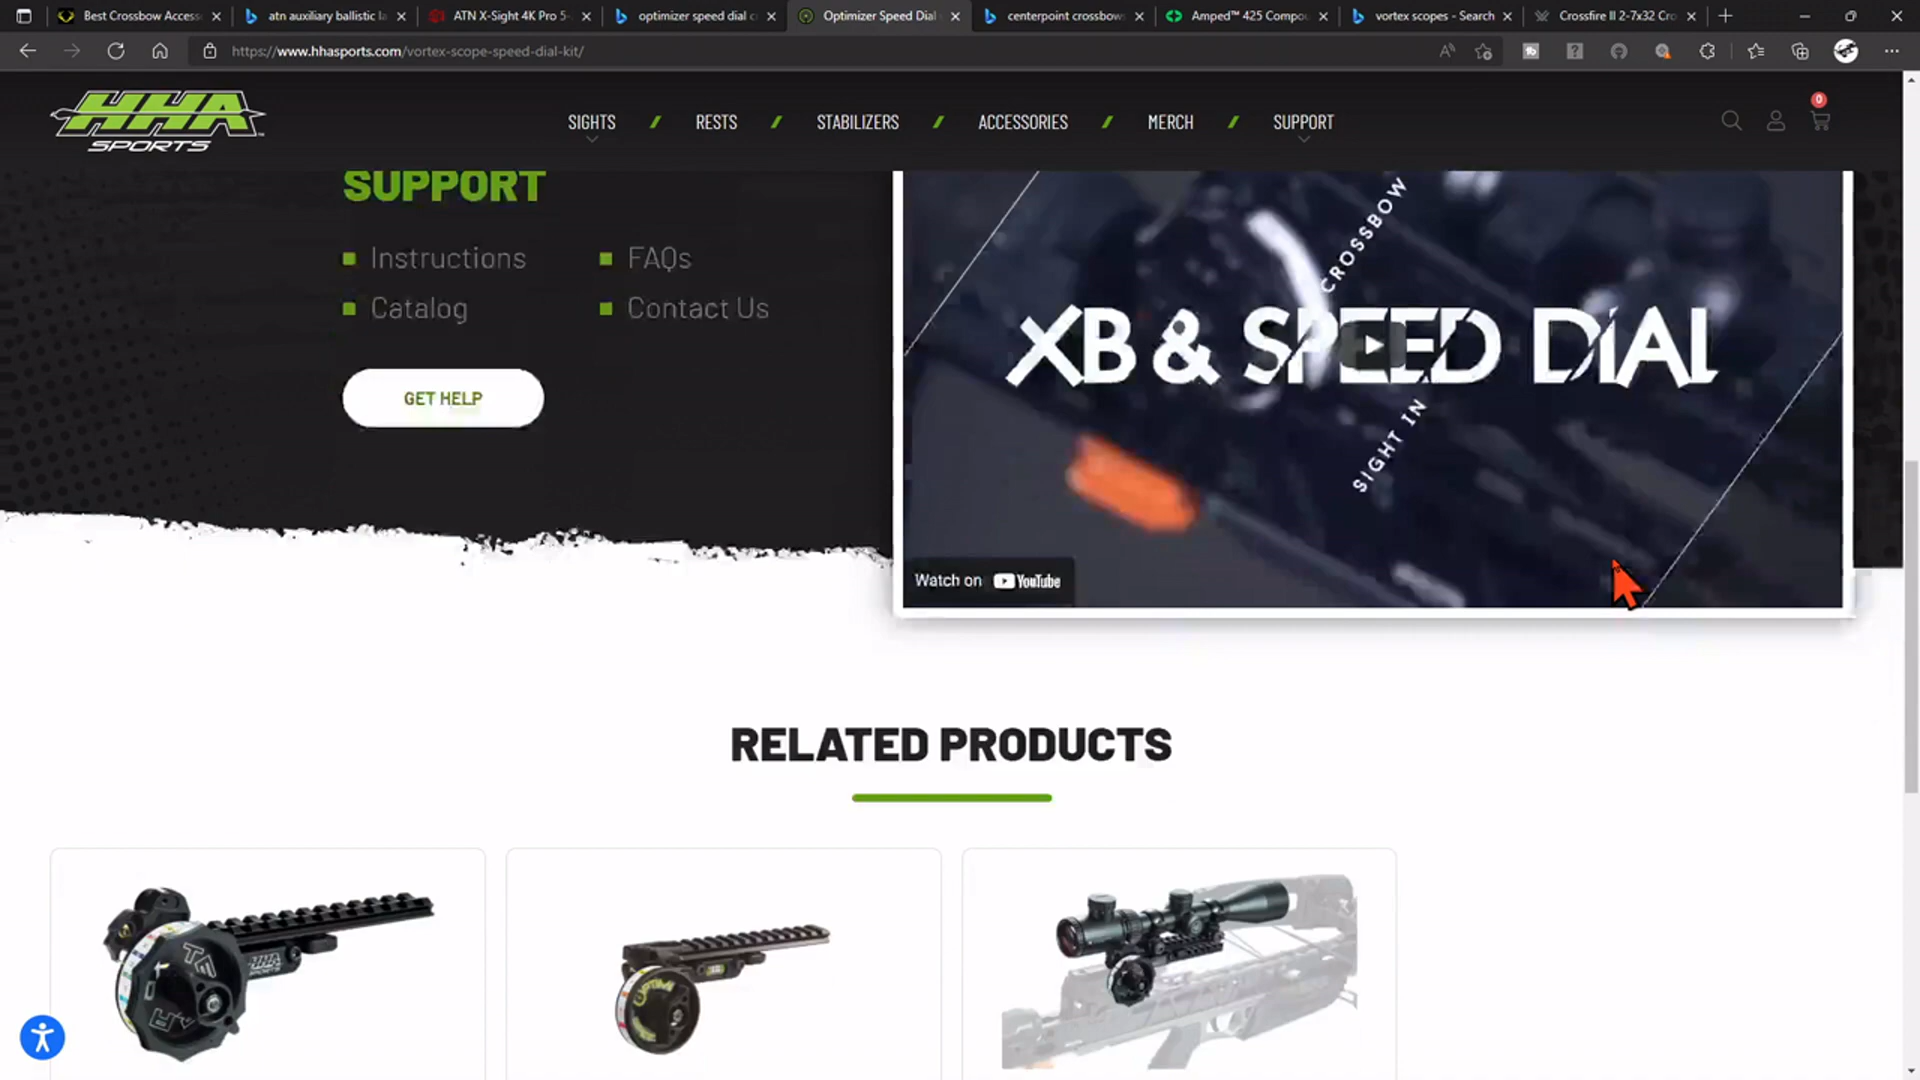 Best Crossbow Access
atn auxiliary ballistic la
ATN X-Sight 4K Pro 5-
optimizer speed dial c
Optimizer Speed Dial
centerpoint crossbow
Amped™ 425 Compou
vortex scopes - Search
Crossfire II 2-7x32 Cro
https://www.hhasports.com/vortex-scope-speed-dial-kit/
HHA
SPORTS
SIGHTS
RESTS
STABILIZERS
ACCESSORIES
MERCH
SUPPORT
0
SUPPORT
Instructions
FAQs
Catalog
Contact Us
GET HELP
CROSSBOW
XB & SPEED DIAL
SIGHT IN
Watch on YouTube
RELATED PRODUCTS
HHA
SPORTS